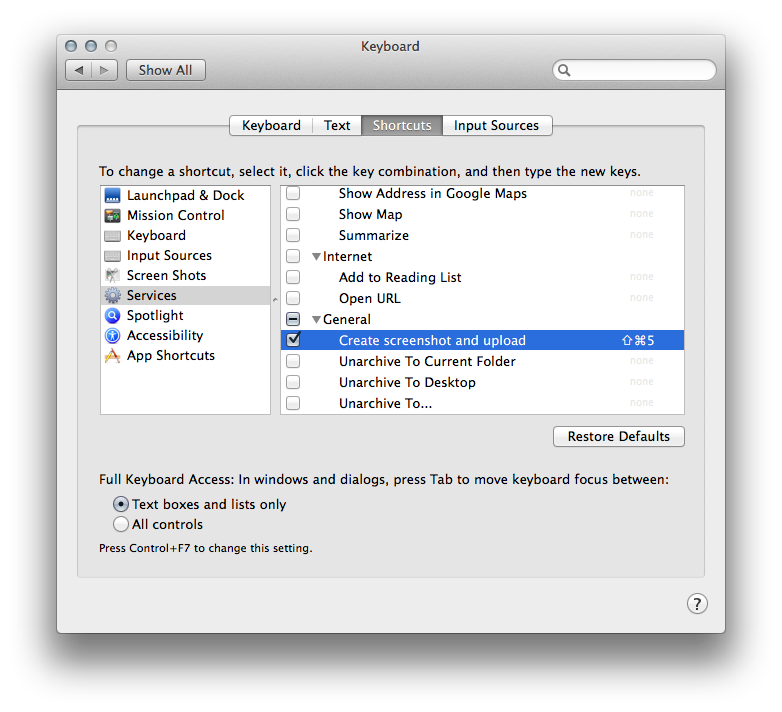 Keyboard
Show All
Keyboard Text Shortcuts Input Sources
To change a shortcut, select it, click the key combination, and then type the new keys.
Launchpad & Dock
Mission Control
Keyboard
Input Sources
Screen Shots
Services
Spotlight
Accessibility
App Shortcuts
Show Address in Google Maps none
Show Map none
Summarize none
Internet
Add to Reading List none
Open URL none
General
Create screenshot and upload ⇧⌘5
Unarchive To Current Folder none
Unarchive To Desktop none
Unarchive To... none
Restore Defaults
Full Keyboard Access: In windows and dialogs, press Tab to move keyboard focus between:
Text boxes and lists only
All controls
Press Control+F7 to change this setting.
?